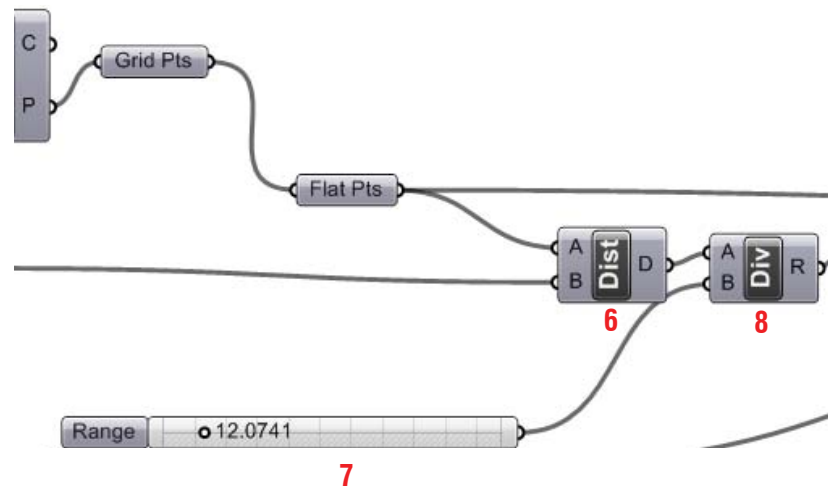 C
Grid Pts
P
Flat Pts
A
B
Dist
D
A
B
Div
R
6
8
Range
12.0741
7